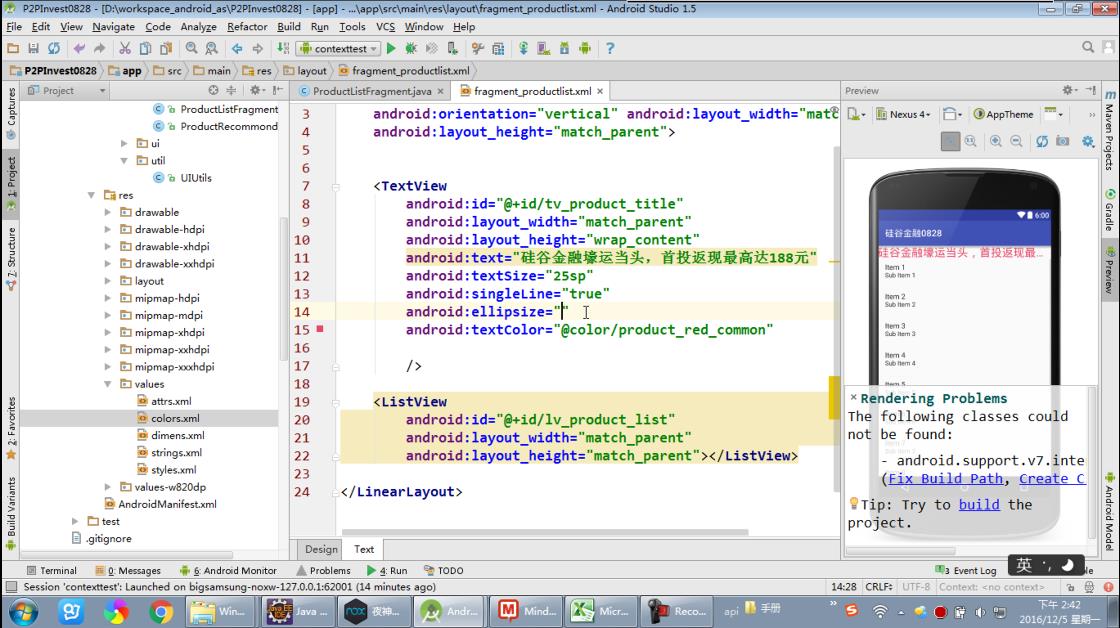 P2PInvest0828 - [D:\workspace_android_as\P2PInvest0828] - [app] - ...\app\src\main\res\layout\fragment_productlist.xml - Android Studio 1.5
File Edit View Navigate Code Analyze Refactor Build Run Tools VCS Window Help
contexttest
P2PInvest0828 app src main res layout fragment_productlist.xml
Project
ProductListFragment.java fragment_productlist.xml
Preview
Captures
1: Project
7: Structure
2: Favorites
Build Variants
ProductListFragment
ProductRecommond
ui
util
UIUtils
res
drawable
drawable-hdpi
drawable-xhdpi
drawable-xxhdpi
layout
mipmap-hdpi
mipmap-mdpi
mipmap-xhdpi
mipmap-xxhdpi
values
attrs.xml
colors.xml
dimens.xml
strings.xml
styles.xml
values-w820dp
AndroidManifest.xml
test
.gitignore
3 android:orientation="vertical" android:layout_width="matc
4 android:layout_height="match_parent">
5
6
7 <TextView
8 android:id="@+id/tv_product_title"
9 android:layout_width="match_parent"
10 android:layout_height="wrap_content"
11 android:text="硅谷金融壕运当头，首投返现最高达188元"
12 android:textSize="25sp"
13 android:singleLine="true"
14 android:ellipsize=""
15 android:textColor="@color/product_red_common"
16
17 />
18
19 <ListView
20 android:id="@+id/lv_product_list"
21 android:layout_width="match_parent"
22 android:layout_height="match_parent"></ListView>
23
24 </LinearLayout>
Design Text
Nexus 4 AppTheme
6:00
硅谷金融0828
硅谷金融壕运当头，首投返现最...
Item 1
Sub Item 1
Item 2
Sub Item 2
Item 3
Sub Item 3
Item 4
Sub Item 4
Item 5
Rendering Problems
The following classes could
not be found:
- android.support.v7.inte
(Fix Build Path, Create C
Tip: Try to build the
project.
Maven Projects
Gradle
Preview
Android Model
Terminal 0: Messages 6: Android Monitor Problems 4: Run TODO 3 Event Log
英
Session 'contexttest': Launched on bigsamsung-noxw-127.0.0.1:62001 (14 minutes ago) 14:28 CRLF UTF-8 Context: <no context>
Win... Java ... 夜神... Andr... Mind... Micr... Reco... api 手册
下午 2:42
2016/12/5 星期一